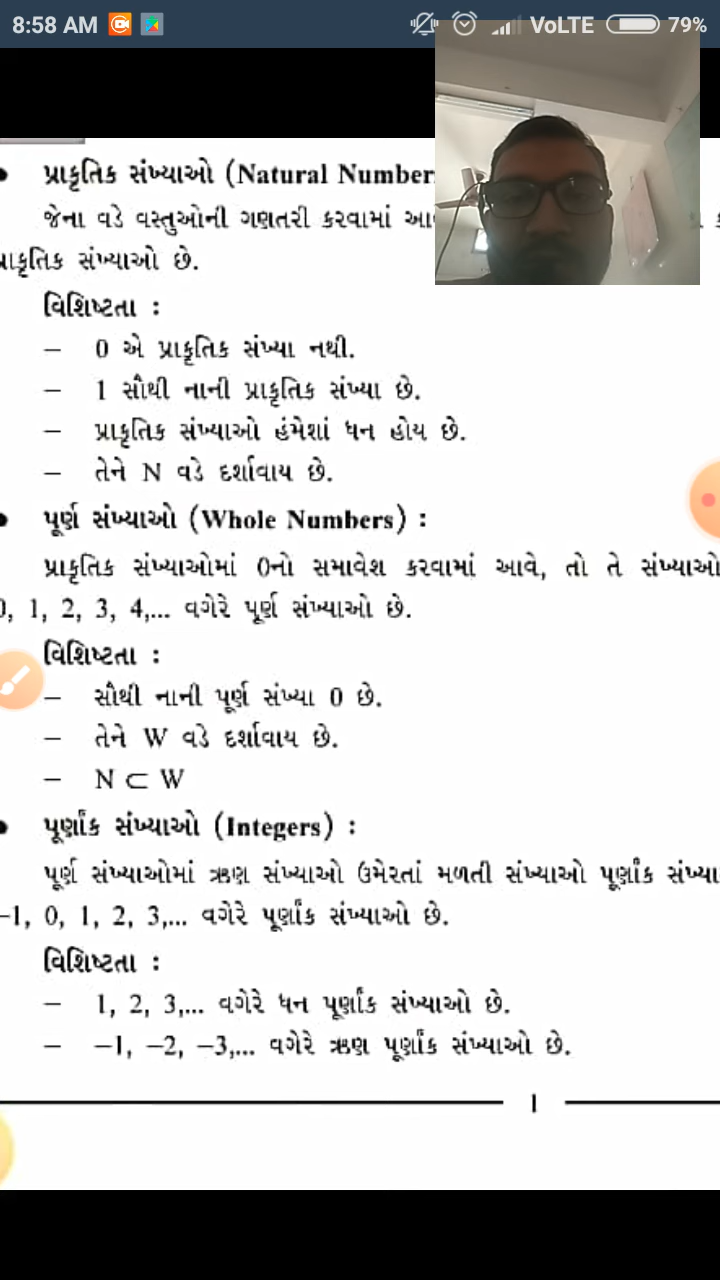 8:58 AM VoLTE 79%
પ્રાકૃતિક સંખ્યાઓ (Natural Number
જેના વડે વસ્તુઓની ગણતરી કરવામાં
પ્રાકૃતિક સંખ્યાઓ છે.
વિશિષ્ટતા :
– 0 એ પ્રાકૃતિક સંખ્યા નથી.
– 1 સૌથી નાની પ્રાકૃતિક સંખ્યા છે.
– પ્રાકૃતિક સંખ્યાઓ હંમેશાં ધન હોય છે.
– તેને N વડે દર્શાવાય છે.
• પૂર્ણ સંખ્યાઓ (Whole Numbers) :
પ્રાકૃતિક સંખ્યાઓમાં 0નો સમાવેશ કરવામાં આવે, તો તે સંખ્યાઓ
0, 1, 2, 3, 4,... વગેરે પૂર્ણ સંખ્યાઓ છે.
વિશિષ્ટતા :
– સૌથી નાની પૂર્ણ સંખ્યા 0 છે.
– તેને W વડે દર્શાવાય છે.
– N ⊂ W
• પૂર્ણાંક સંખ્યાઓ (Integers) :
પૂર્ણ સંખ્યાઓમાં ઋણ સંખ્યાઓ ઉમેરતાં મળતી સંખ્યાઓ પૂર્ણાંક સંખ્યા
–1, 0, 1, 2, 3,... વગેરે પૂર્ણાંક સંખ્યાઓ છે.
વિશિષ્ટતા :
– 1, 2, 3,... વગેરે ધન પૂર્ણાંક સંખ્યાઓ છે.
– –1, –2, –3,... વગેરે ઋણ પૂર્ણાંક સંખ્યાઓ છે.
1